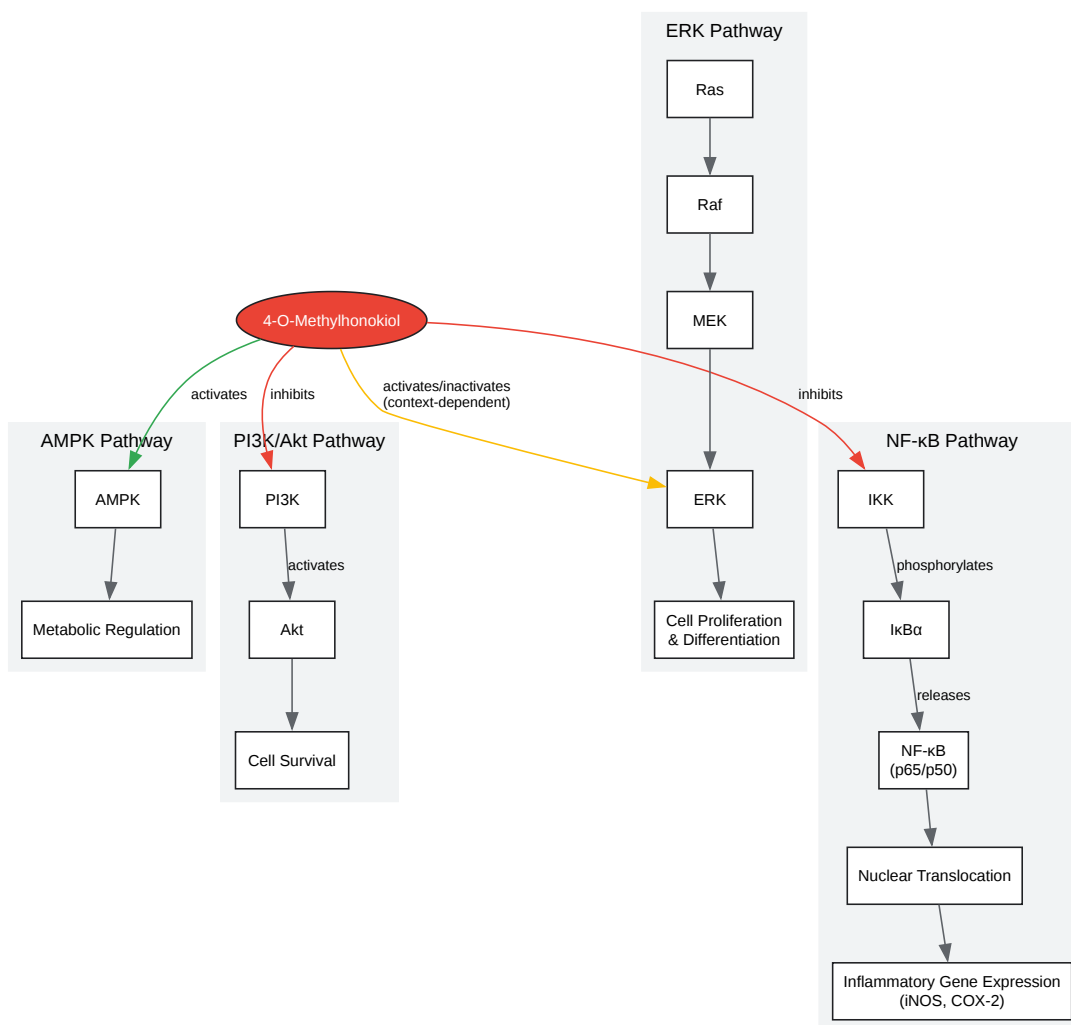 ERK Pathway
Ras
Raf
MEK
4-O-Methylhonokiol
activates
inhibits
activates/inactivates
(context-dependent)
inhibits
AMPK Pathway
PI3K/Akt Pathway
NF-κB Pathway
AMPK
PI3K
ERK
IKK
activates
phosphorylates
Metabolic Regulation
Akt
Cell Proliferation
& Differentiation
IκBα
releases
Cell Survival
NF-κB
(p65/p50)
Nuclear Translocation
Inflammatory Gene Expression
(iNOS, COX-2)